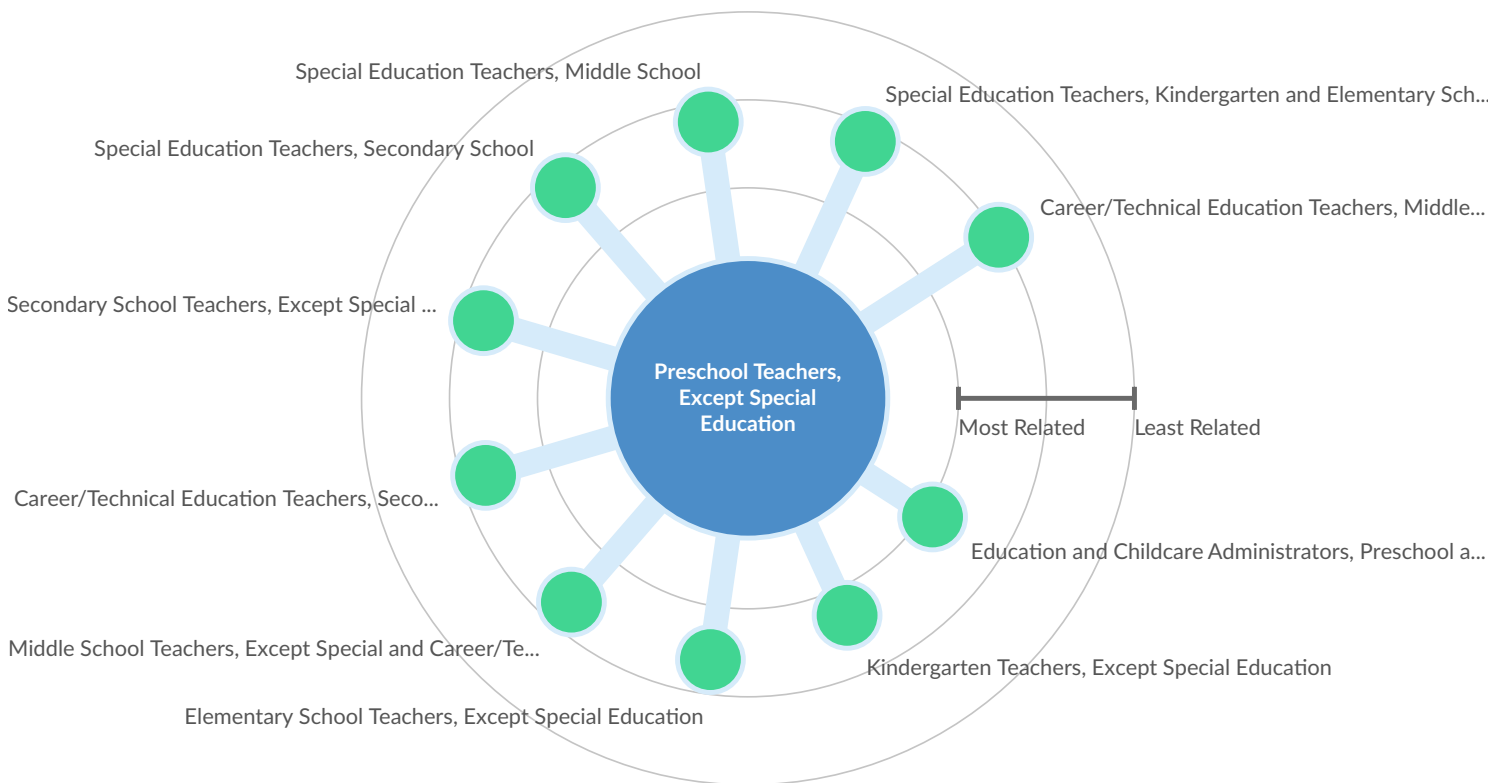 Special Education Teachers, Middle School
Special Education Teachers, Kindergarten and Elementary Sch...
Special Education Teachers, Secondary School
Career/Technical Education Teachers, Middle...
Secondary School Teachers, Except Special ...
Preschool Teachers,
Except Special
Education
Most Related
Least Related
Career/Technical Education Teachers, Seco...
Education and Childcare Administrators, Preschool a...
Middle School Teachers, Except Special and Career/Te...
Kindergarten Teachers, Except Special Education
Elementary School Teachers, Except Special Education